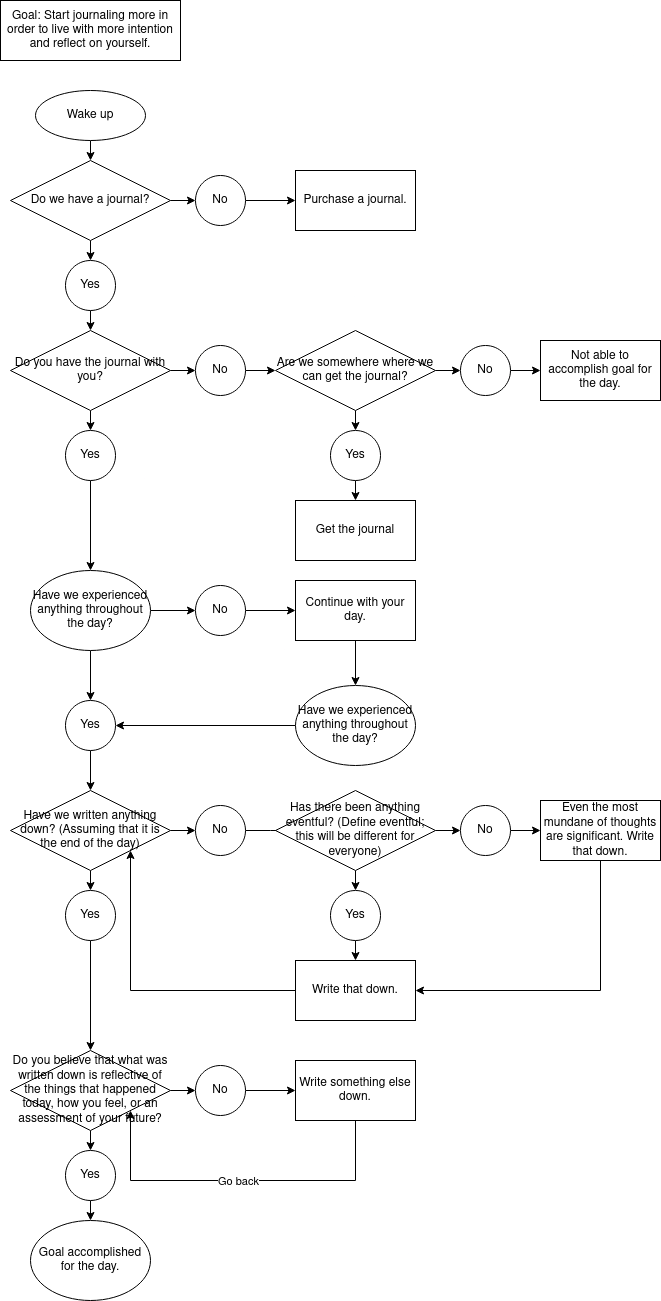 Goal: Start journaling more in
order to live with more intention
and reflect on yourself.
Wake up
Do we have a journal?
No
Purchase a journal.
Yes
Do you have the journal with
you?
No
Are we somewhere where we
can get the journal?
No
Not able to
accomplish goal for
the day.
Yes
Yes
Get the journal
Have we experienced
anything throughout
the day?
No
Continue with your
day.
Yes
Have we experienced
anything throughout
the day?
Have we written anything
down? (Assuming that it is
the end of the day)
No
Has there been anything
eventful? (Define eventful;
this will be different for
everyone)
No
Even the most
mundane of thoughts
are significant. Write
that down.
Yes
Yes
Write that down.
Do you believe that what was
written down is reflective of
the things that happened
today, how you feel, or an
assessment of your future?
No
Write something else
down.
Yes
Go back
Goal accomplished
for the day.